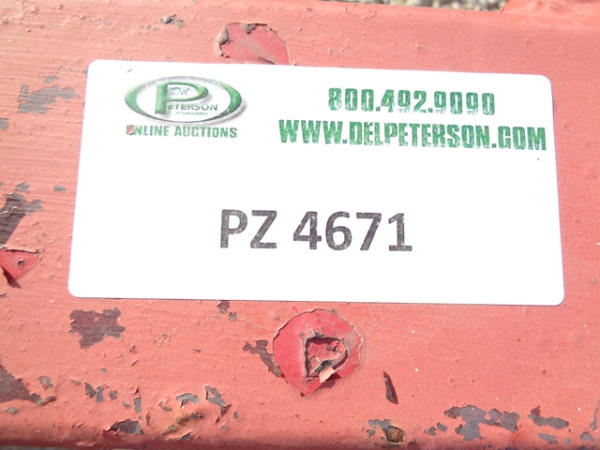 Del
PETERSON
ONLINE AUCTIONS
800.492.9090
WWW.DELPETERSON.COM
PZ 4671